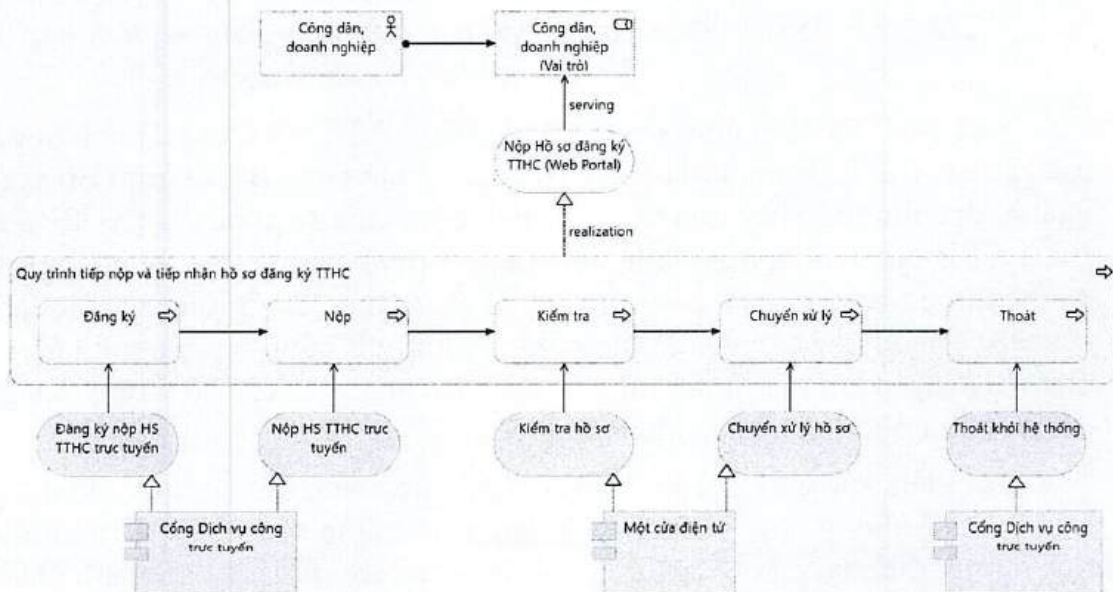 Công dân,
doanh nghiệp
Công dân,
doanh nghiệp
(Vai trò)
serving
Nộp Hồ sơ đăng ký
TTHC (Web Portal)
realization
Quy trình tiếp nộp và tiếp nhận hồ sơ đăng ký TTHC
Đăng ký
Nộp
Kiểm tra
Chuyển xử lý
Thoát
Đăng ký nộp HS
TTHC trực tuyến
Nộp HS TTHC trực
tuyến
Kiểm tra hồ sơ
Chuyển xử lý hồ sơ
Thoát khỏi hệ thống
Cổng Dịch vụ công
trực tuyến
Một cửa điện tử
Cổng Dịch vụ công
trực tuyến